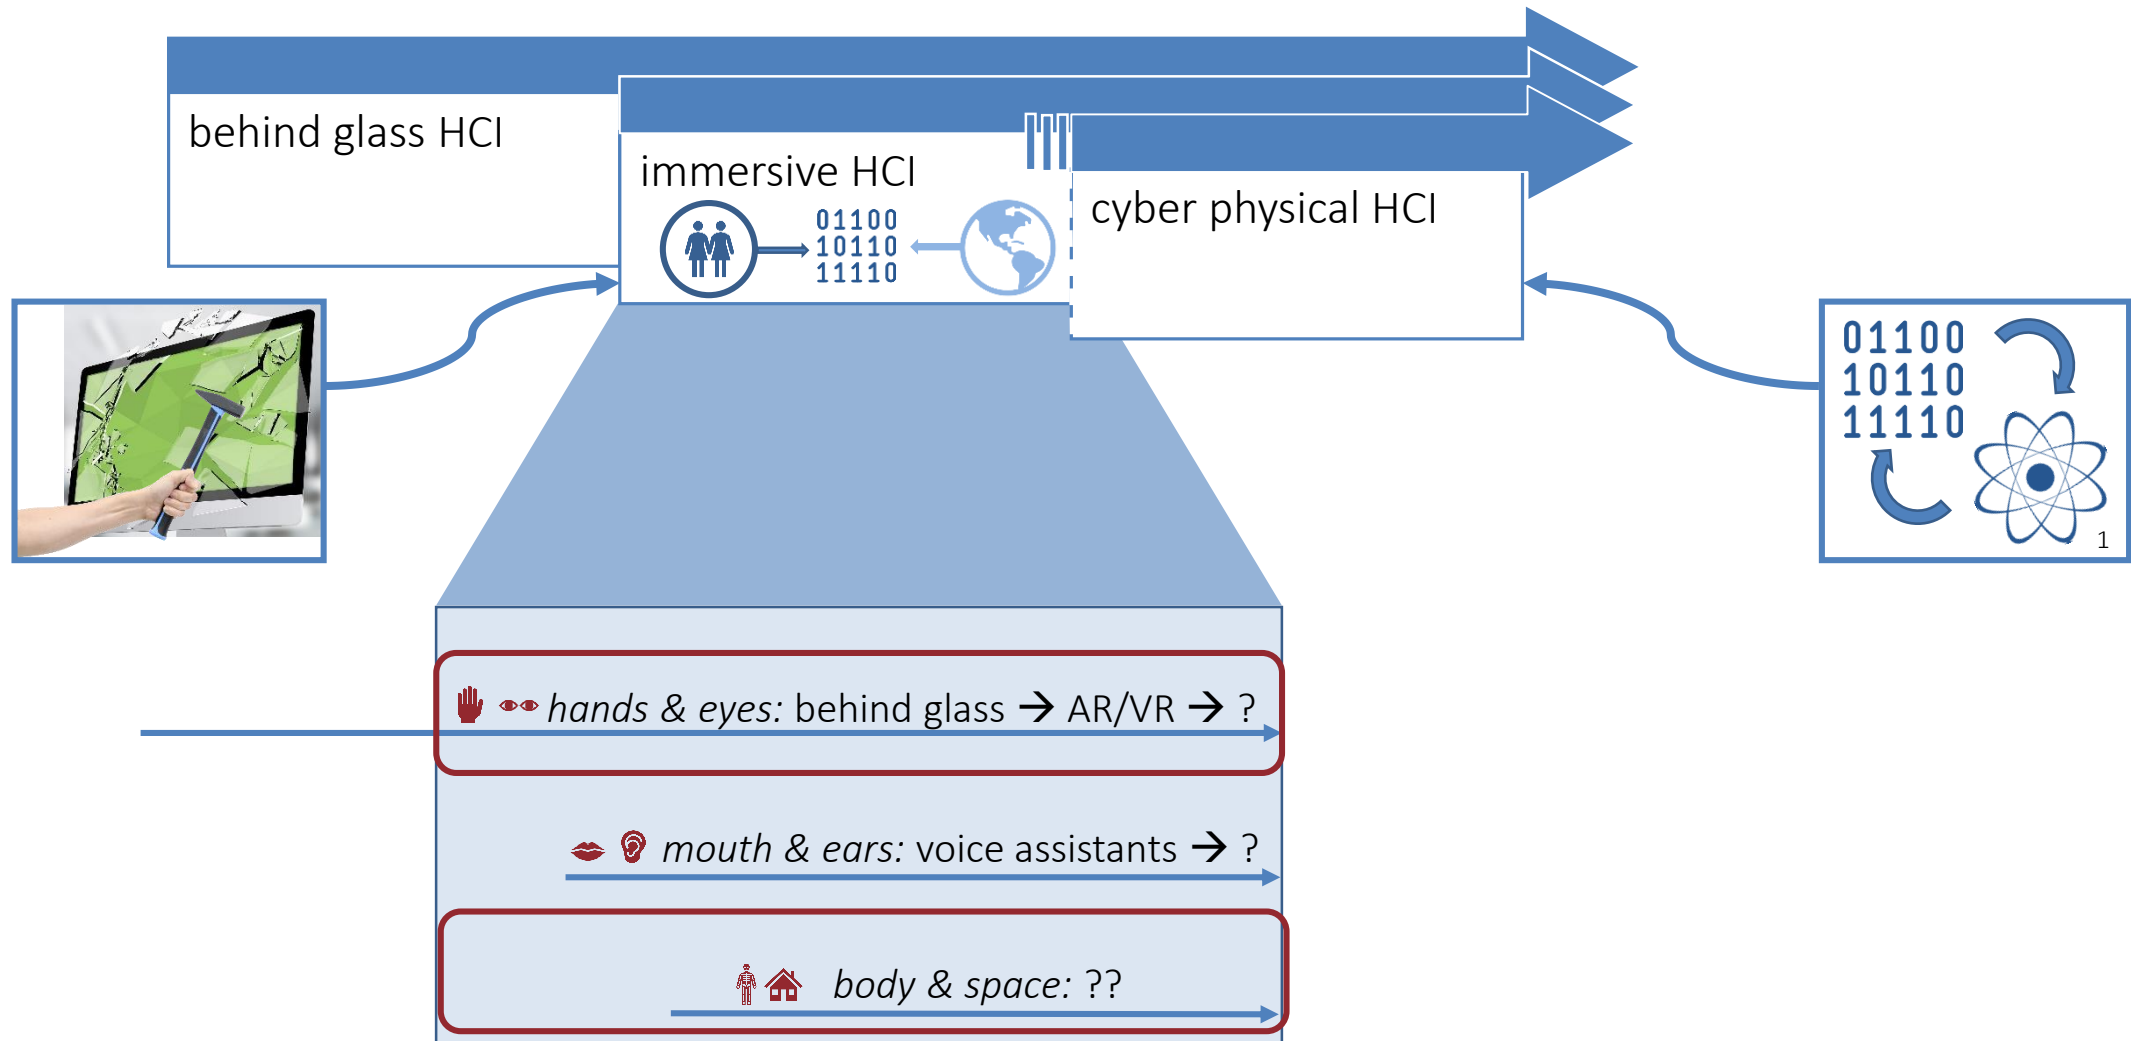 behind glass HCI
immersive HCI
01100
10110
11110
cyber physical HCI
01100
10110
11110
1
hands & eyes: behind glass → AR/VR → ?
mouth & ears: voice assistants → ?
body & space: ??